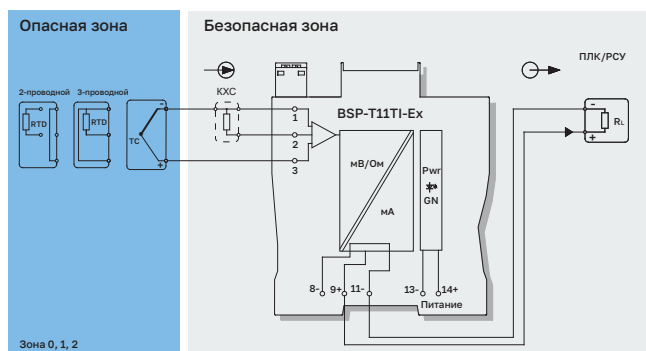 Опасная зона
Безопасная зона
ПЛК/РСУ
2-проводной 3-проводной
КХС
RTD
RTD
TC
-
+
1
2
3
BSP-T11TI-Ex
мВ/Ом
мА
Pwr
GN
-
RL
+
8- 9+ 11- 13- 14+
Питание
Зона 0, 1, 2